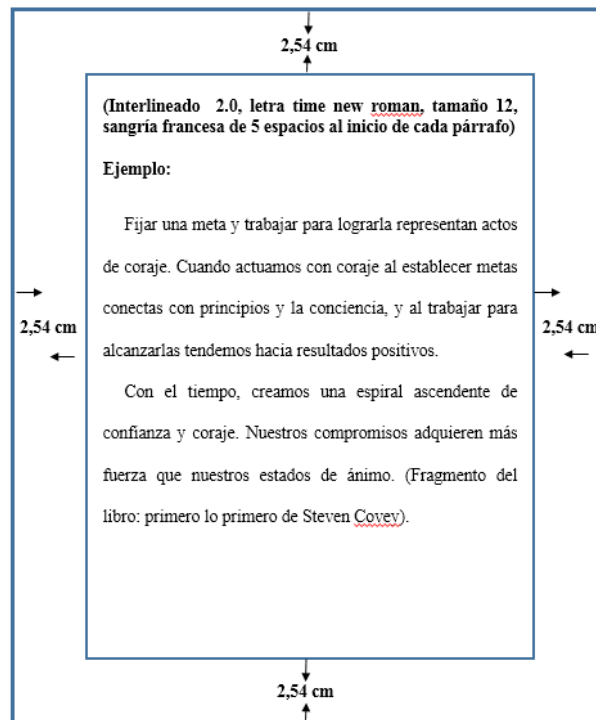 2,54 cm
(Interlineado 2.0, letra time new roman, tamaño 12,
sangría francesa de 5 espacios al inicio de cada párrafo)
Ejemplo:
Fijar una meta y trabajar para lograrla representan actos
de coraje. Cuando actuamos con coraje al establecer metas
conectas con principios y la conciencia, y al trabajar para
alcanzarlas tendemos hacia resultados positivos.
Con el tiempo, creamos una espiral ascendente de
confianza y coraje. Nuestros compromisos adquieren más
fuerza que nuestros estados de ánimo. (Fragmento del
libro: primero lo primero de Steven Covey).
2,54 cm
2,54 cm
2,54 cm